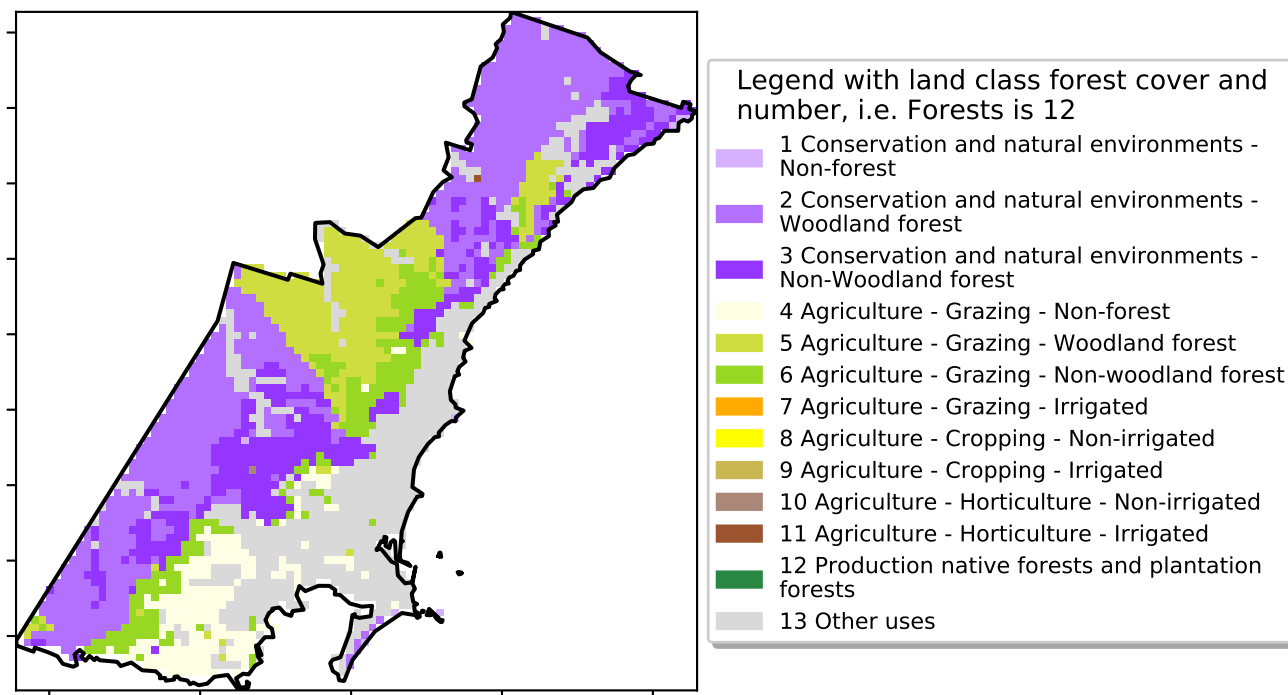 Legend with land class forest cover and
number, i.e. Forests is 12
1 Conservation and natural environments -
Non-forest
2 Conservation and natural environments -
Woodland forest
3 Conservation and natural environments -
Non-Woodland forest
4 Agriculture - Grazing - Non-forest
5 Agriculture - Grazing - Woodland forest
6 Agriculture - Grazing - Non-woodland forest
7 Agriculture - Grazing - Irrigated
8 Agriculture - Cropping - Non-irrigated
9 Agriculture - Cropping - Irrigated
10 Agriculture - Horticulture - Non-irrigated
11 Agriculture - Horticulture - Irrigated
12 Production native forests and plantation
forests
13 Other uses